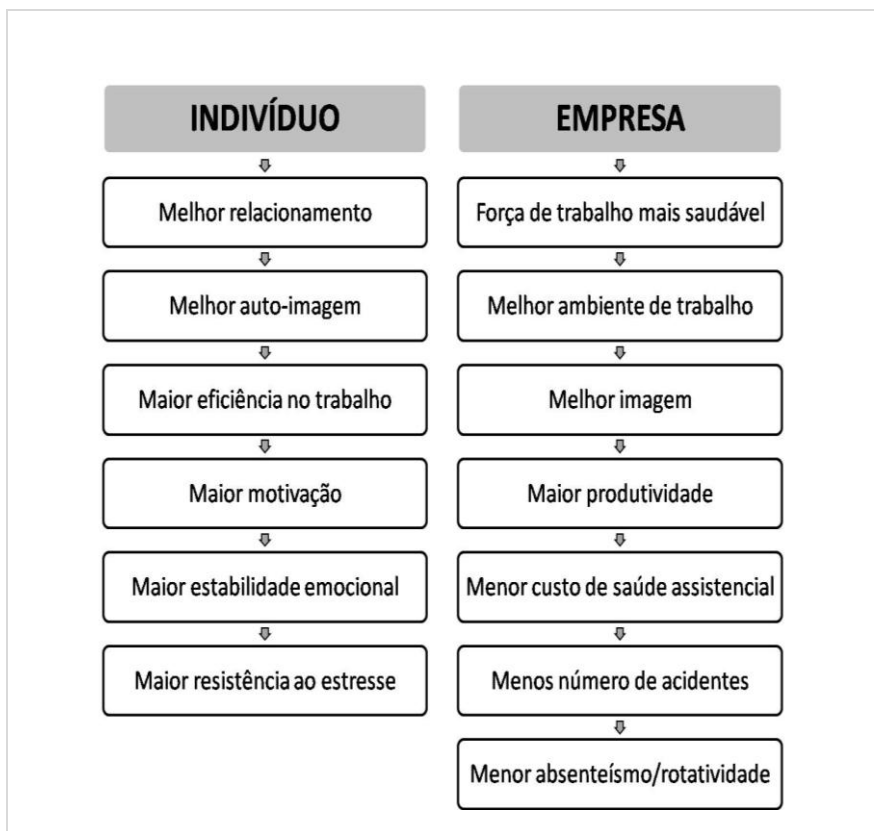 INDIVÍDUO
Melhor relacionamento
Melhor auto-imagem
Maior eficiência no trabalho
Maior motivação
Maior estabilidade emocional
Maior resistência ao estresse
EMPRESA
Força de trabalho mais saudável
Melhor ambiente de trabalho
Melhor imagem
Maior produtividade
Menor custo de saúde assistencial
Menos número de acidentes
Menor absenteísmo/rotatividade